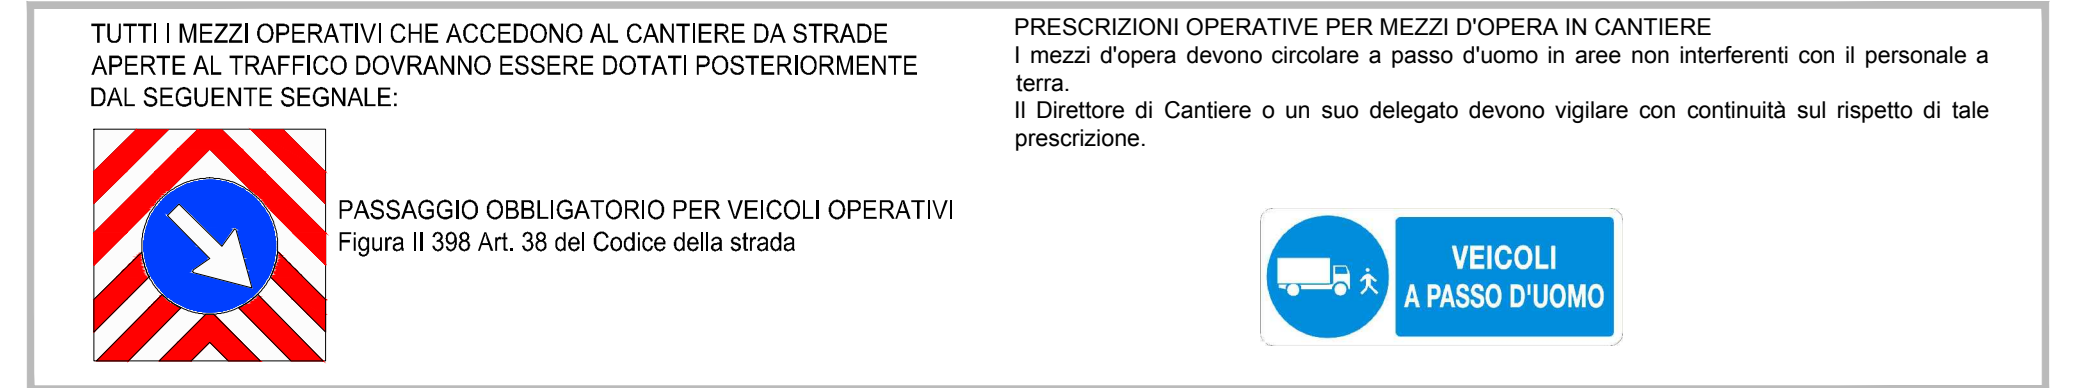 TUTTI I MEZZI OPERATIVI CHE ACCEDONO AL CANTIERE DA STRADE
APERTE AL TRAFFICO DOVRANNO ESSERE DOTATI POSTERIORMENTE
DAL SEGUENTE SEGNALE:
PASSAGGIO OBBLIGATORIO PER VEICOLI OPERATIVI
Figura II 398 Art. 38 del Codice della strada
PRESCRIZIONI OPERATIVE PER MEZZI D'OPERA IN CANTIERE
I mezzi d'opera devono circolare a passo d'uomo in aree non interferenti con il personale a
terra.
Il Direttore di Cantiere o un suo delegato devono vigilare con continuità sul rispetto di tale
prescrizione.
VEICOLI
A PASSO D'UOMO